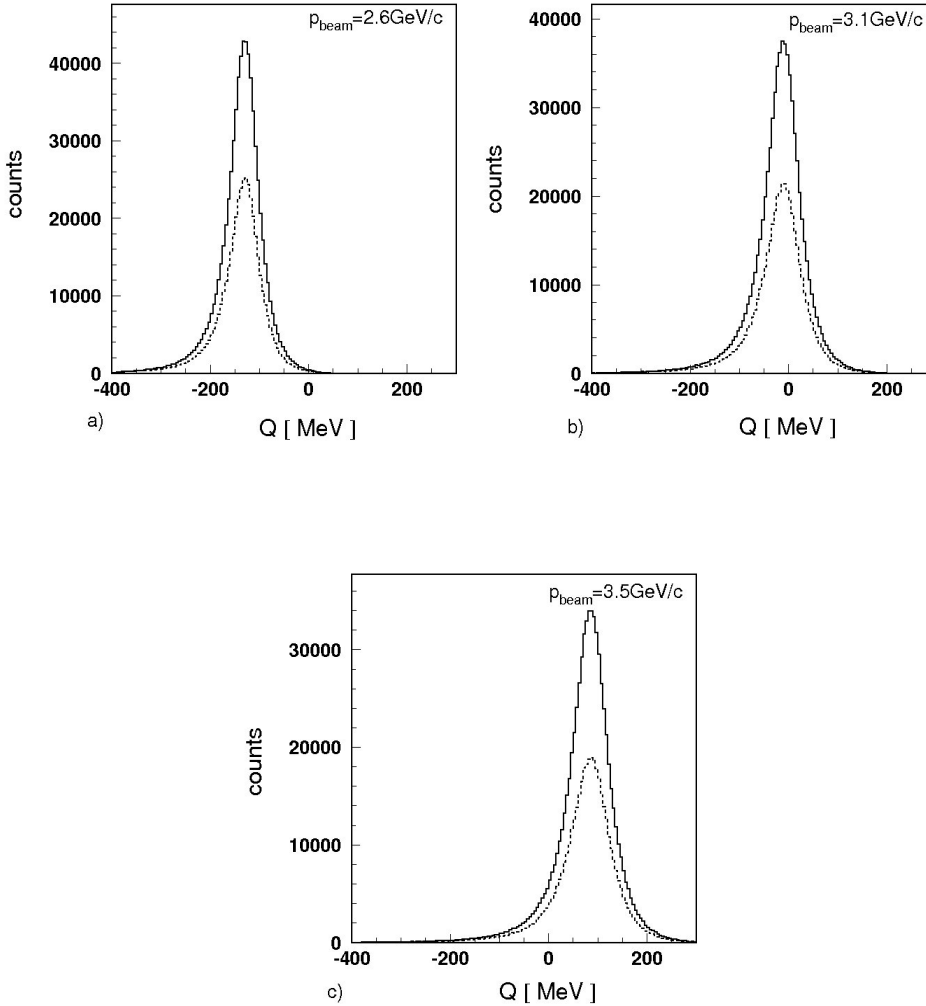 p_beam=2.6GeV/c
40000
30000
20000
10000
0
counts
-400 -200 0 200
Q [ MeV ]
a)
p_beam=3.1GeV/c
40000
30000
20000
10000
0
counts
-400 -200 0 200
Q [ MeV ]
b)
p_beam=3.5GeV/c
30000
20000
10000
0
counts
-400 -200 0 200
Q [ MeV ]
c)